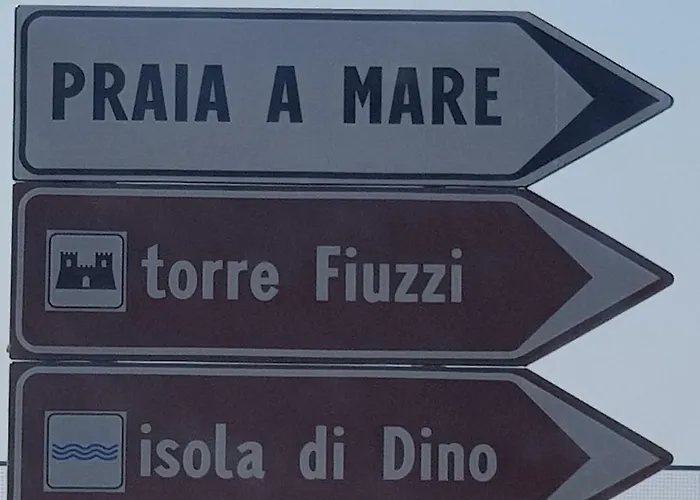 PRAIA A MARE
torre Fiuzzi
isola di Dino